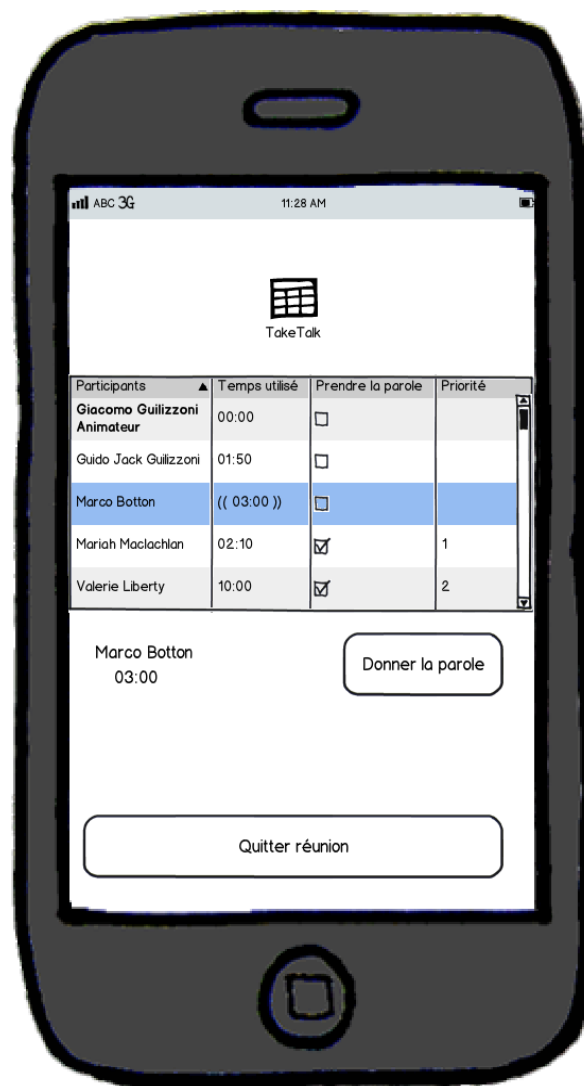 ABC 3G 11:28 AM
TakeTalk
Participants Temps utilisé Prendre la parole Priorité
Giacomo Guilizzoni
Animateur 00:00
Guido Jack Guilizzoni 01:50
Marco Botton (( 03:00 ))
Mariah Maclachlan 02:10 1
Valerie Liberty 10:00 2
Marco Botton
03:00
Donner la parole
Quitter réunion